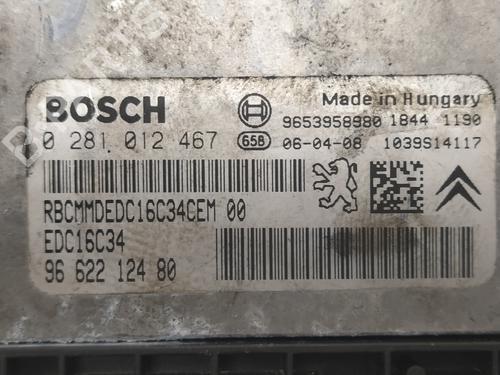 BOSCH
Made in Hungary
0 281 012 467
9653958980 1844 1190
658
06-04-08 1039S14117
RBCMMDEDC16C34CEM 00
EDC16C34
96 622 124 80